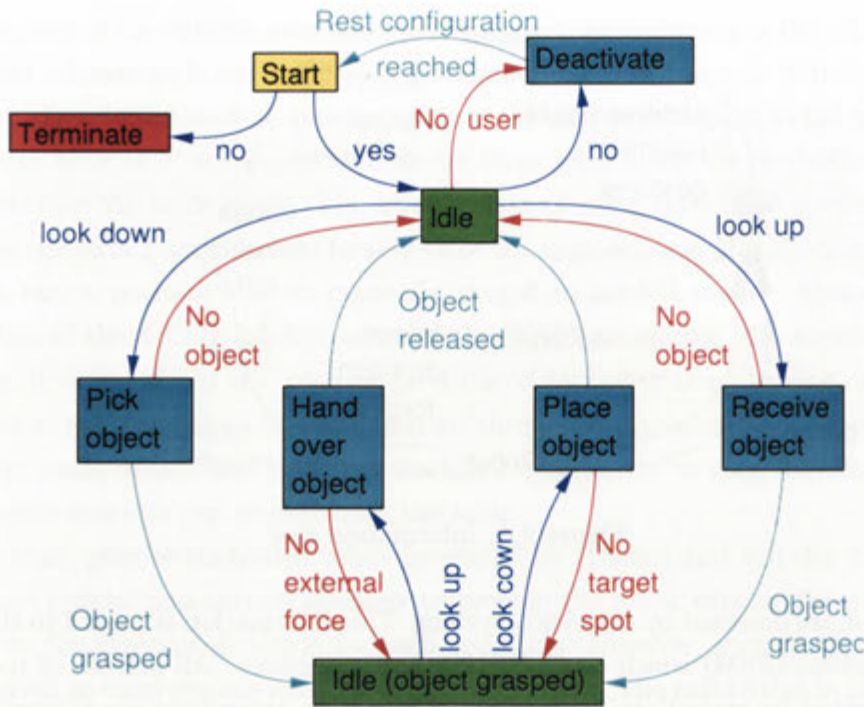 Rest configuration
reached
Start
Deactivate
Terminate
no
yes
No user
no
Idle
look down
look up
No
object
Object
released
No
object
Pick
object
Hand
over
object
Place
object
Receive
object
No
external
force
look up
look cown
No
target
spot
Object
grasped
Object
grasped
Idle (object grasped)